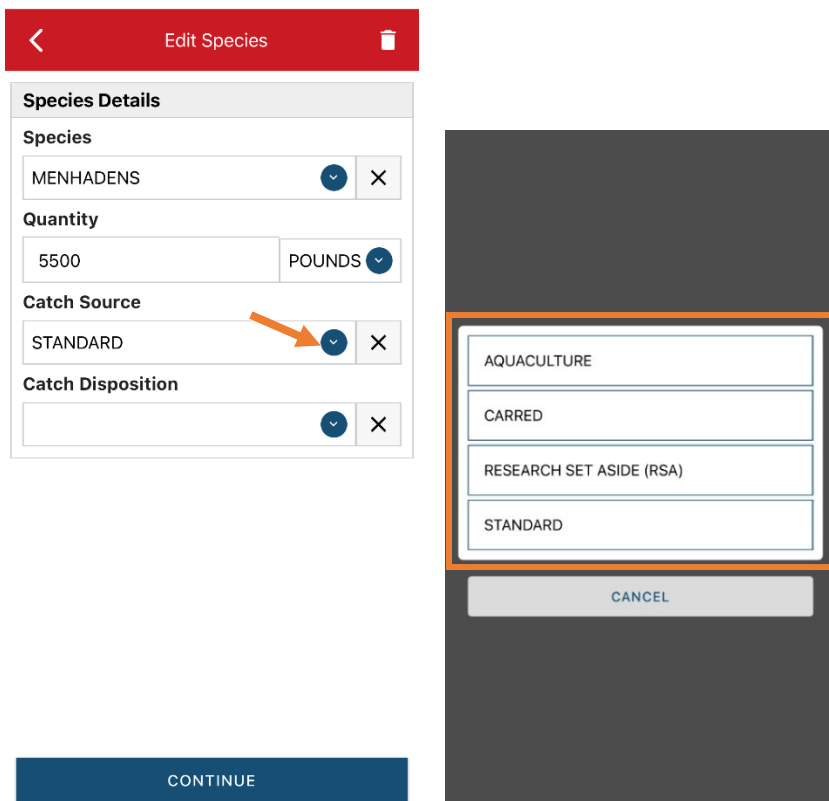 Edit Species
Species Details
Species
MENHADENS
Quantity
5500 POUNDS
Catch Source
STANDARD
Catch Disposition
CONTINUE
AQUACULTURE
CARRED
RESEARCH SET ASIDE (RSA)
STANDARD
CANCEL